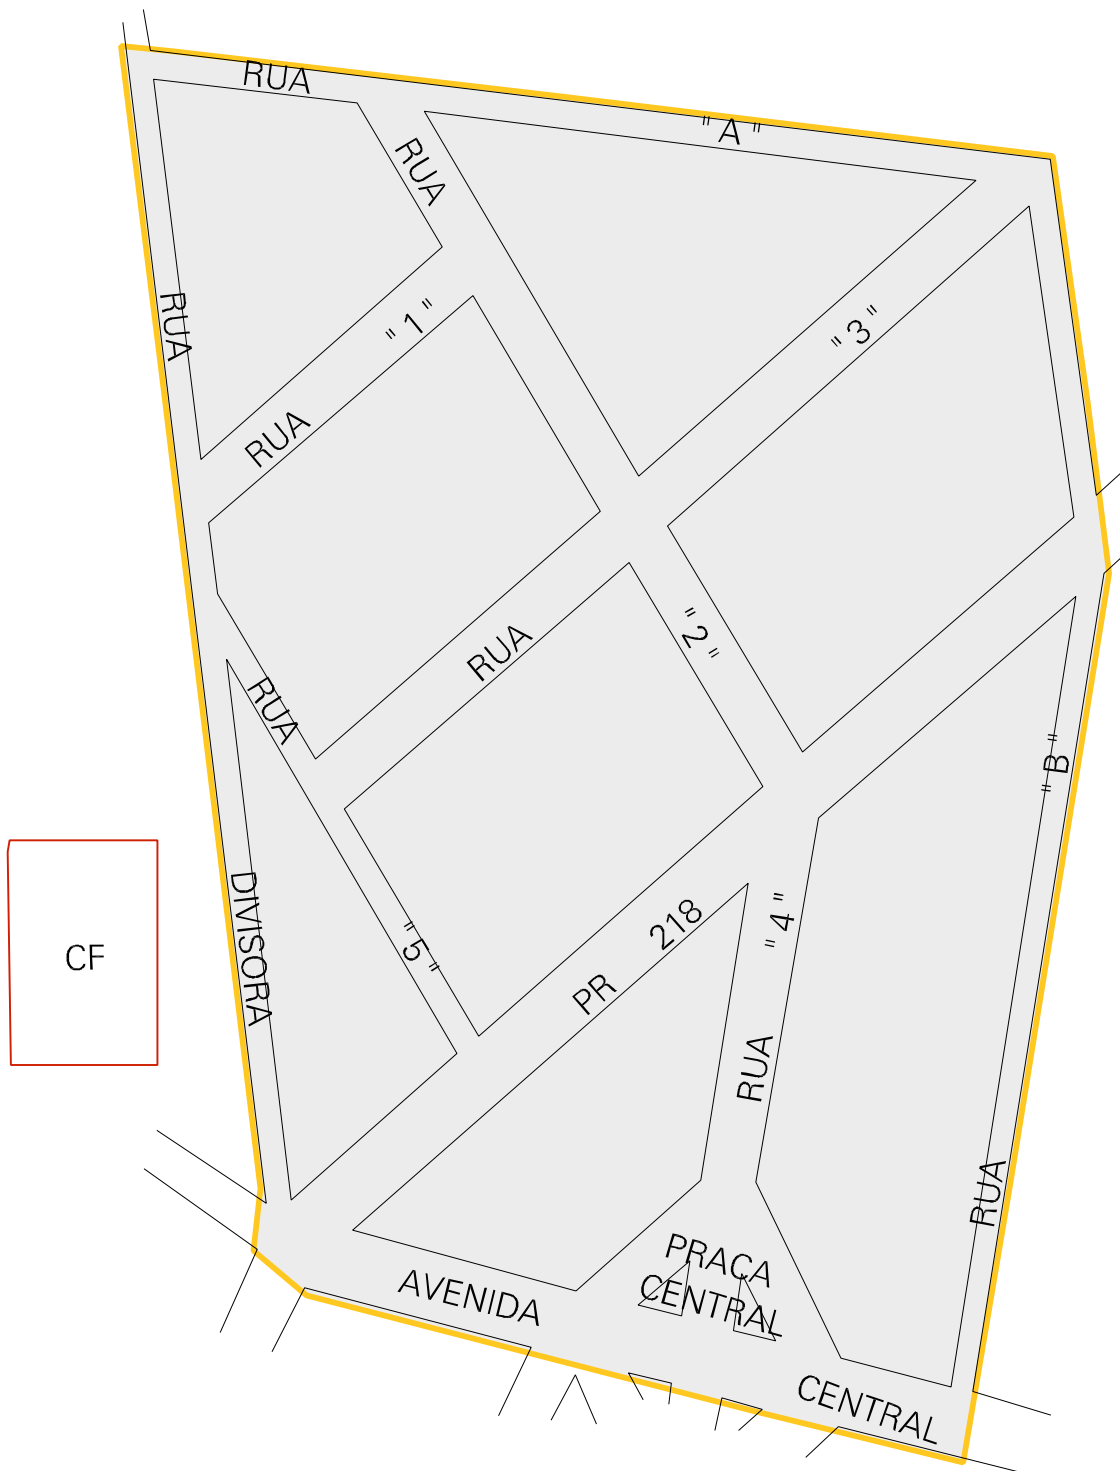 RUA " A "
RUA " 2 "
RUA
DIVISORA
RUA " 1 "
RUA " 3 "
RUA " 5 "
PR 218
RUA " 4 "
RUA " B "
CF
PRACA
CENTRAL
AVENIDA CENTRAL